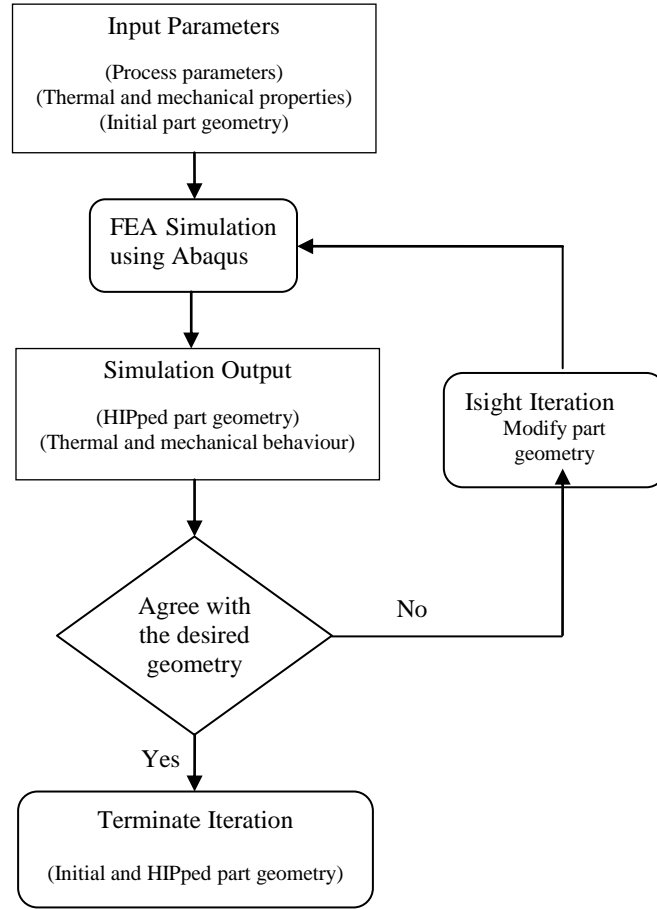 Input Parameters
(Process parameters)
(Thermal and mechanical properties)
(Initial part geometry)
FEA Simulation
using Abaqus
Simulation Output
(HIPped part geometry)
(Thermal and mechanical behaviour)
Isight Iteration
Modify part
geometry
Agree with
the desired
geometry
No
Yes
Terminate Iteration
(Initial and HIPped part geometry)